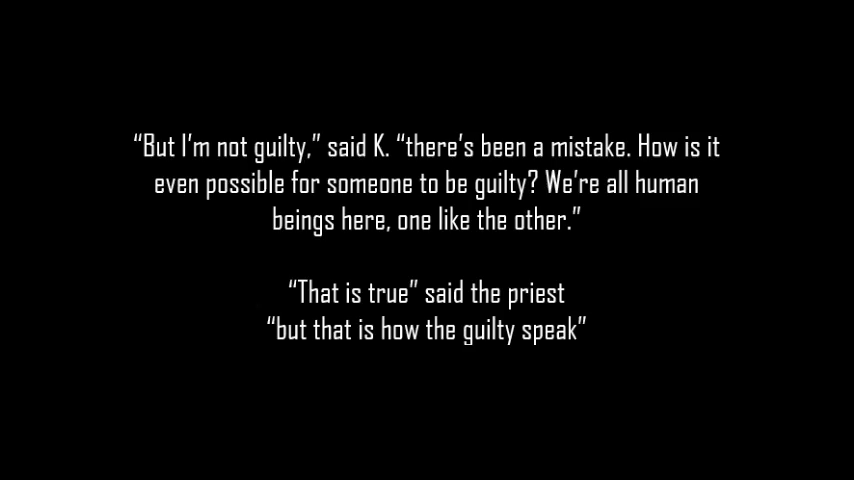 “But I’m not guilty,” said K. “there’s been a mistake. How is it
even possible for someone to be guilty? We’re all human
beings here, one like the other.”
“That is true” said the priest
“but that is how the guilty speak”